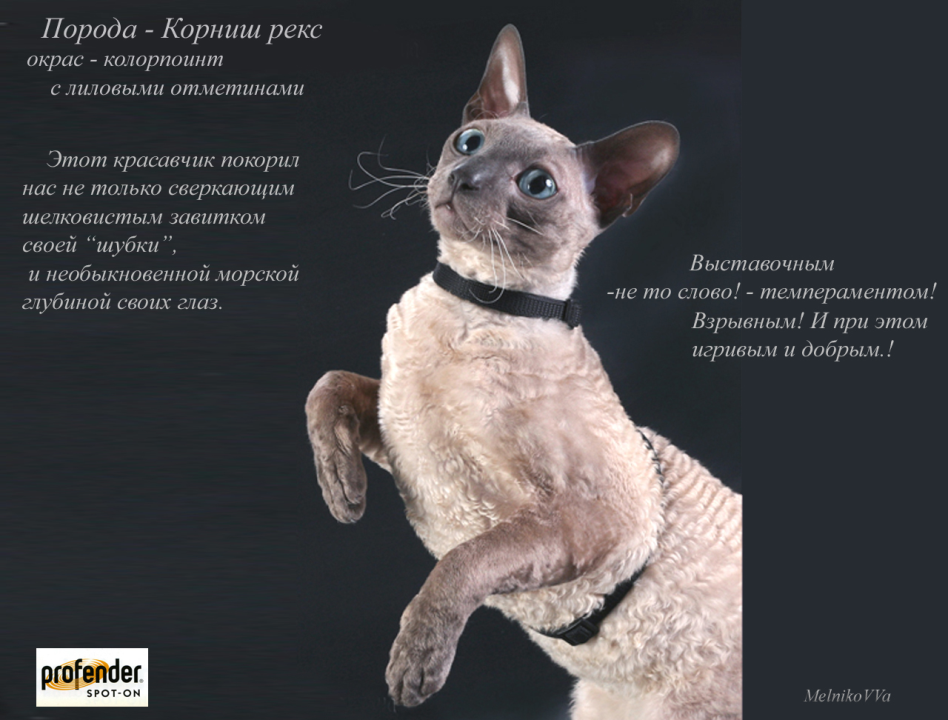 Порода - Корниш рекс
окрас - колорпоинт
с лиловыми отметинами
Этот красавчик покорил
нас не только сверкающим
шелковистым завитком
своей “шубки”,
и необыкновенной морской
глубиной своих глаз.
Выставочным
-не то слово! - темпераментом!
Взрывным! И при этом
игривым и добрым.!
profender
SPOT-ON
MelnikoVVa